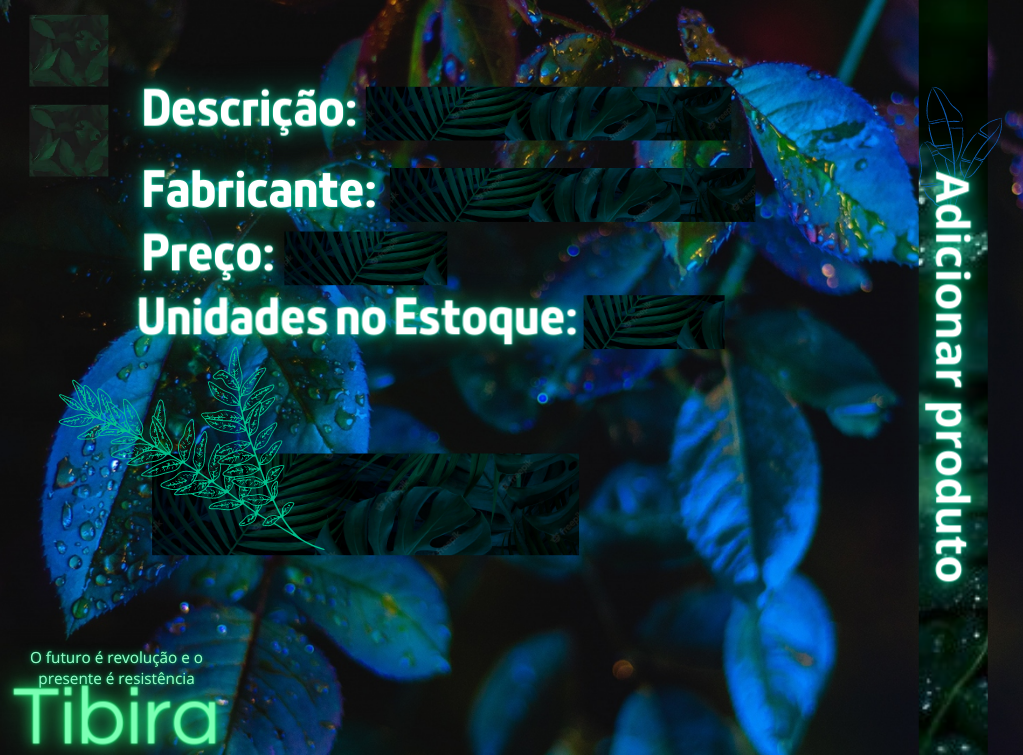 Descrição:
Fabricante:
Preço:
Unidades no Estoque:
Adicionar produto
O futuro é revolução e o
presente é resistência
Tibira